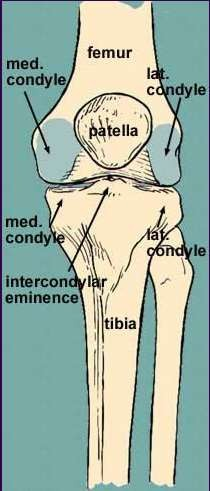 femur
med.
condyle
lat.
condyle
patella
med.
condyle
lat.
condyle
intercondylar
eminence
tibia